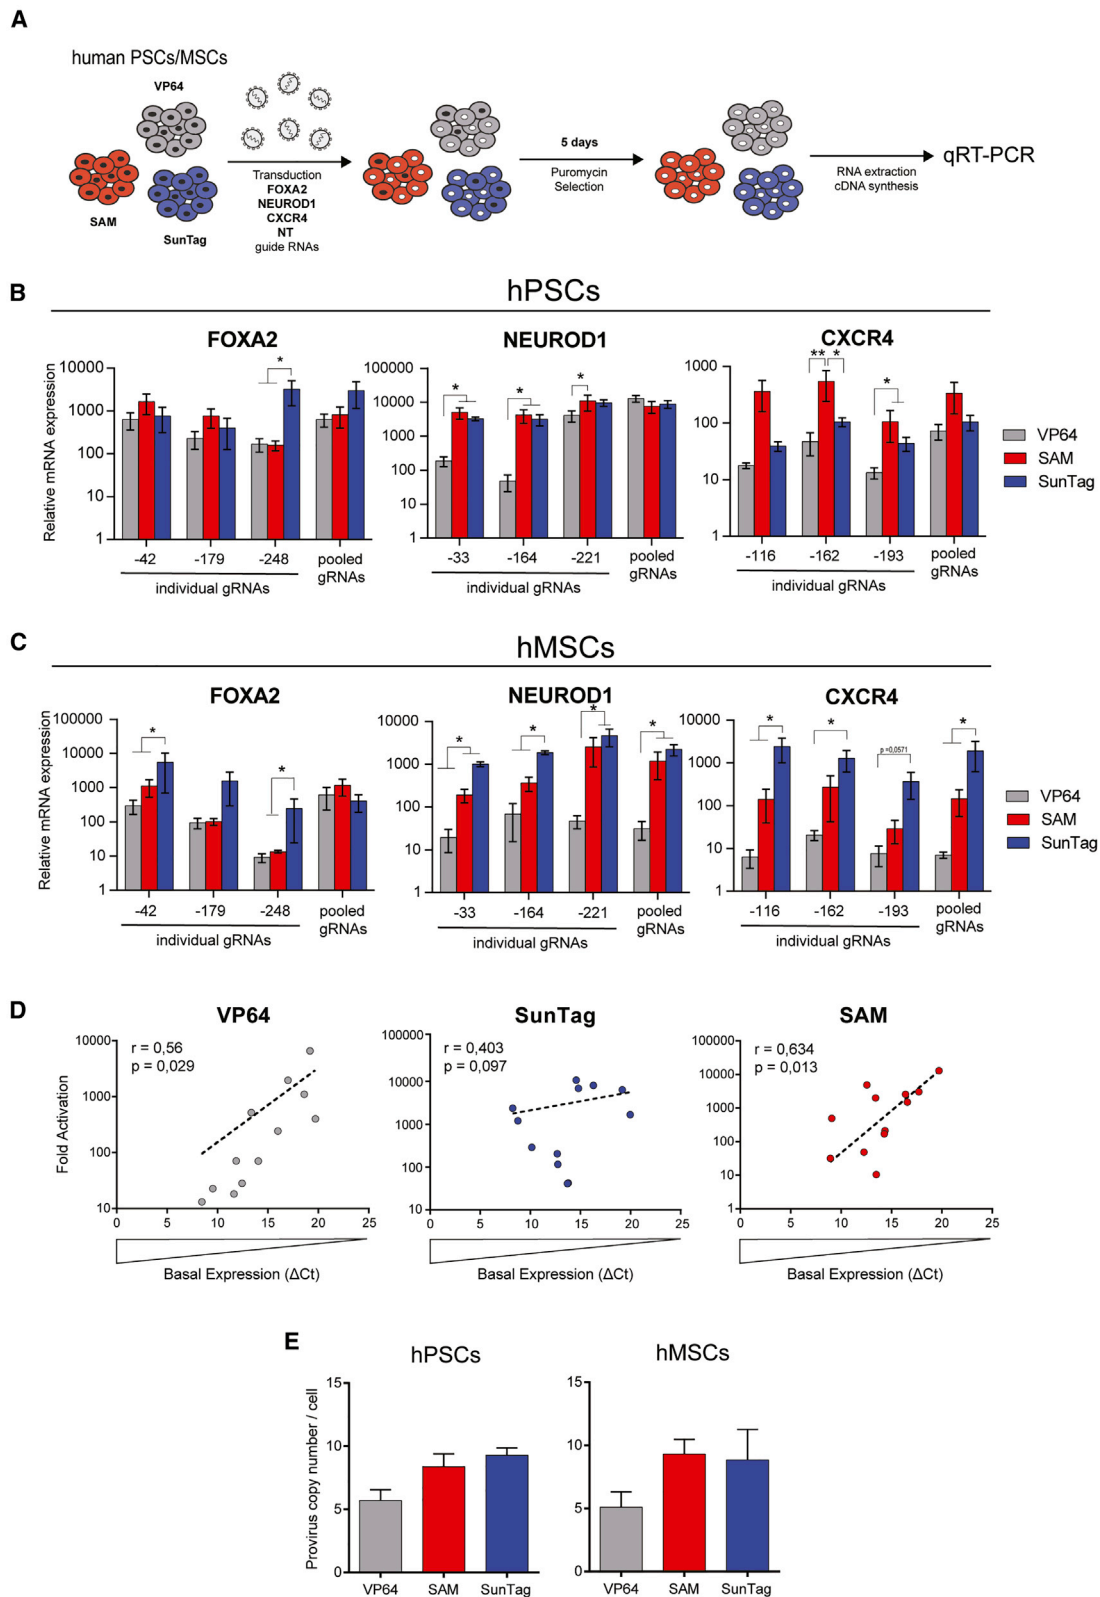 A
human PSCs/MSCs
VP64
SAM
SunTag
Transduction
FOXA2
NEUROD1
CXCR4
NT
guide RNAs
5 days
Puromycin
Selection
RNA extraction
cDNA synthesis
qRT-PCR
B
hPSCs
FOXA2
Relative mRNA expression
10000
1000
100
10
1
-42
-179
-248
pooled
gRNAs
individual gRNAs
NEUROD1
100000
10000
1000
100
10
1
*
*
*
-33
-164
-221
pooled
gRNAs
individual gRNAs
CXCR4
1000
100
10
1
**
*
*
-116
-162
-193
pooled
gRNAs
individual gRNAs
*
VP64
SAM
SunTag
C
hMSCs
FOXA2
Relative mRNA expression
100000
10000
1000
100
10
1
*
*
-42
-179
-248
pooled
gRNAs
individual gRNAs
NEUROD1
10000
1000
100
10
1
*
*
*
*
-33
-164
-221
pooled
gRNAs
individual gRNAs
CXCR4
10000
1000
100
10
1
*
*
p =0,0571
*
-116
-162
-193
pooled
gRNAs
individual gRNAs
VP64
SAM
SunTag
D
VP64
r = 0,56
p = 0,029
Fold Activation
10000
1000
100
10
0 5 10 15 20 25
Basal Expression (ΔCt)
SunTag
r = 0,403
p = 0,097
100000
10000
1000
100
10
0 5 10 15 20 25
Basal Expression (ΔCt)
SAM
r = 0,634
p = 0,013
100000
10000
1000
100
10
1
0 5 10 15 20 25
Basal Expression (ΔCt)
E
hPSCs
Provirus copy number / cell
15
10
5
0
VP64 SAM SunTag
hMSCs
15
10
5
0
VP64 SAM SunTag